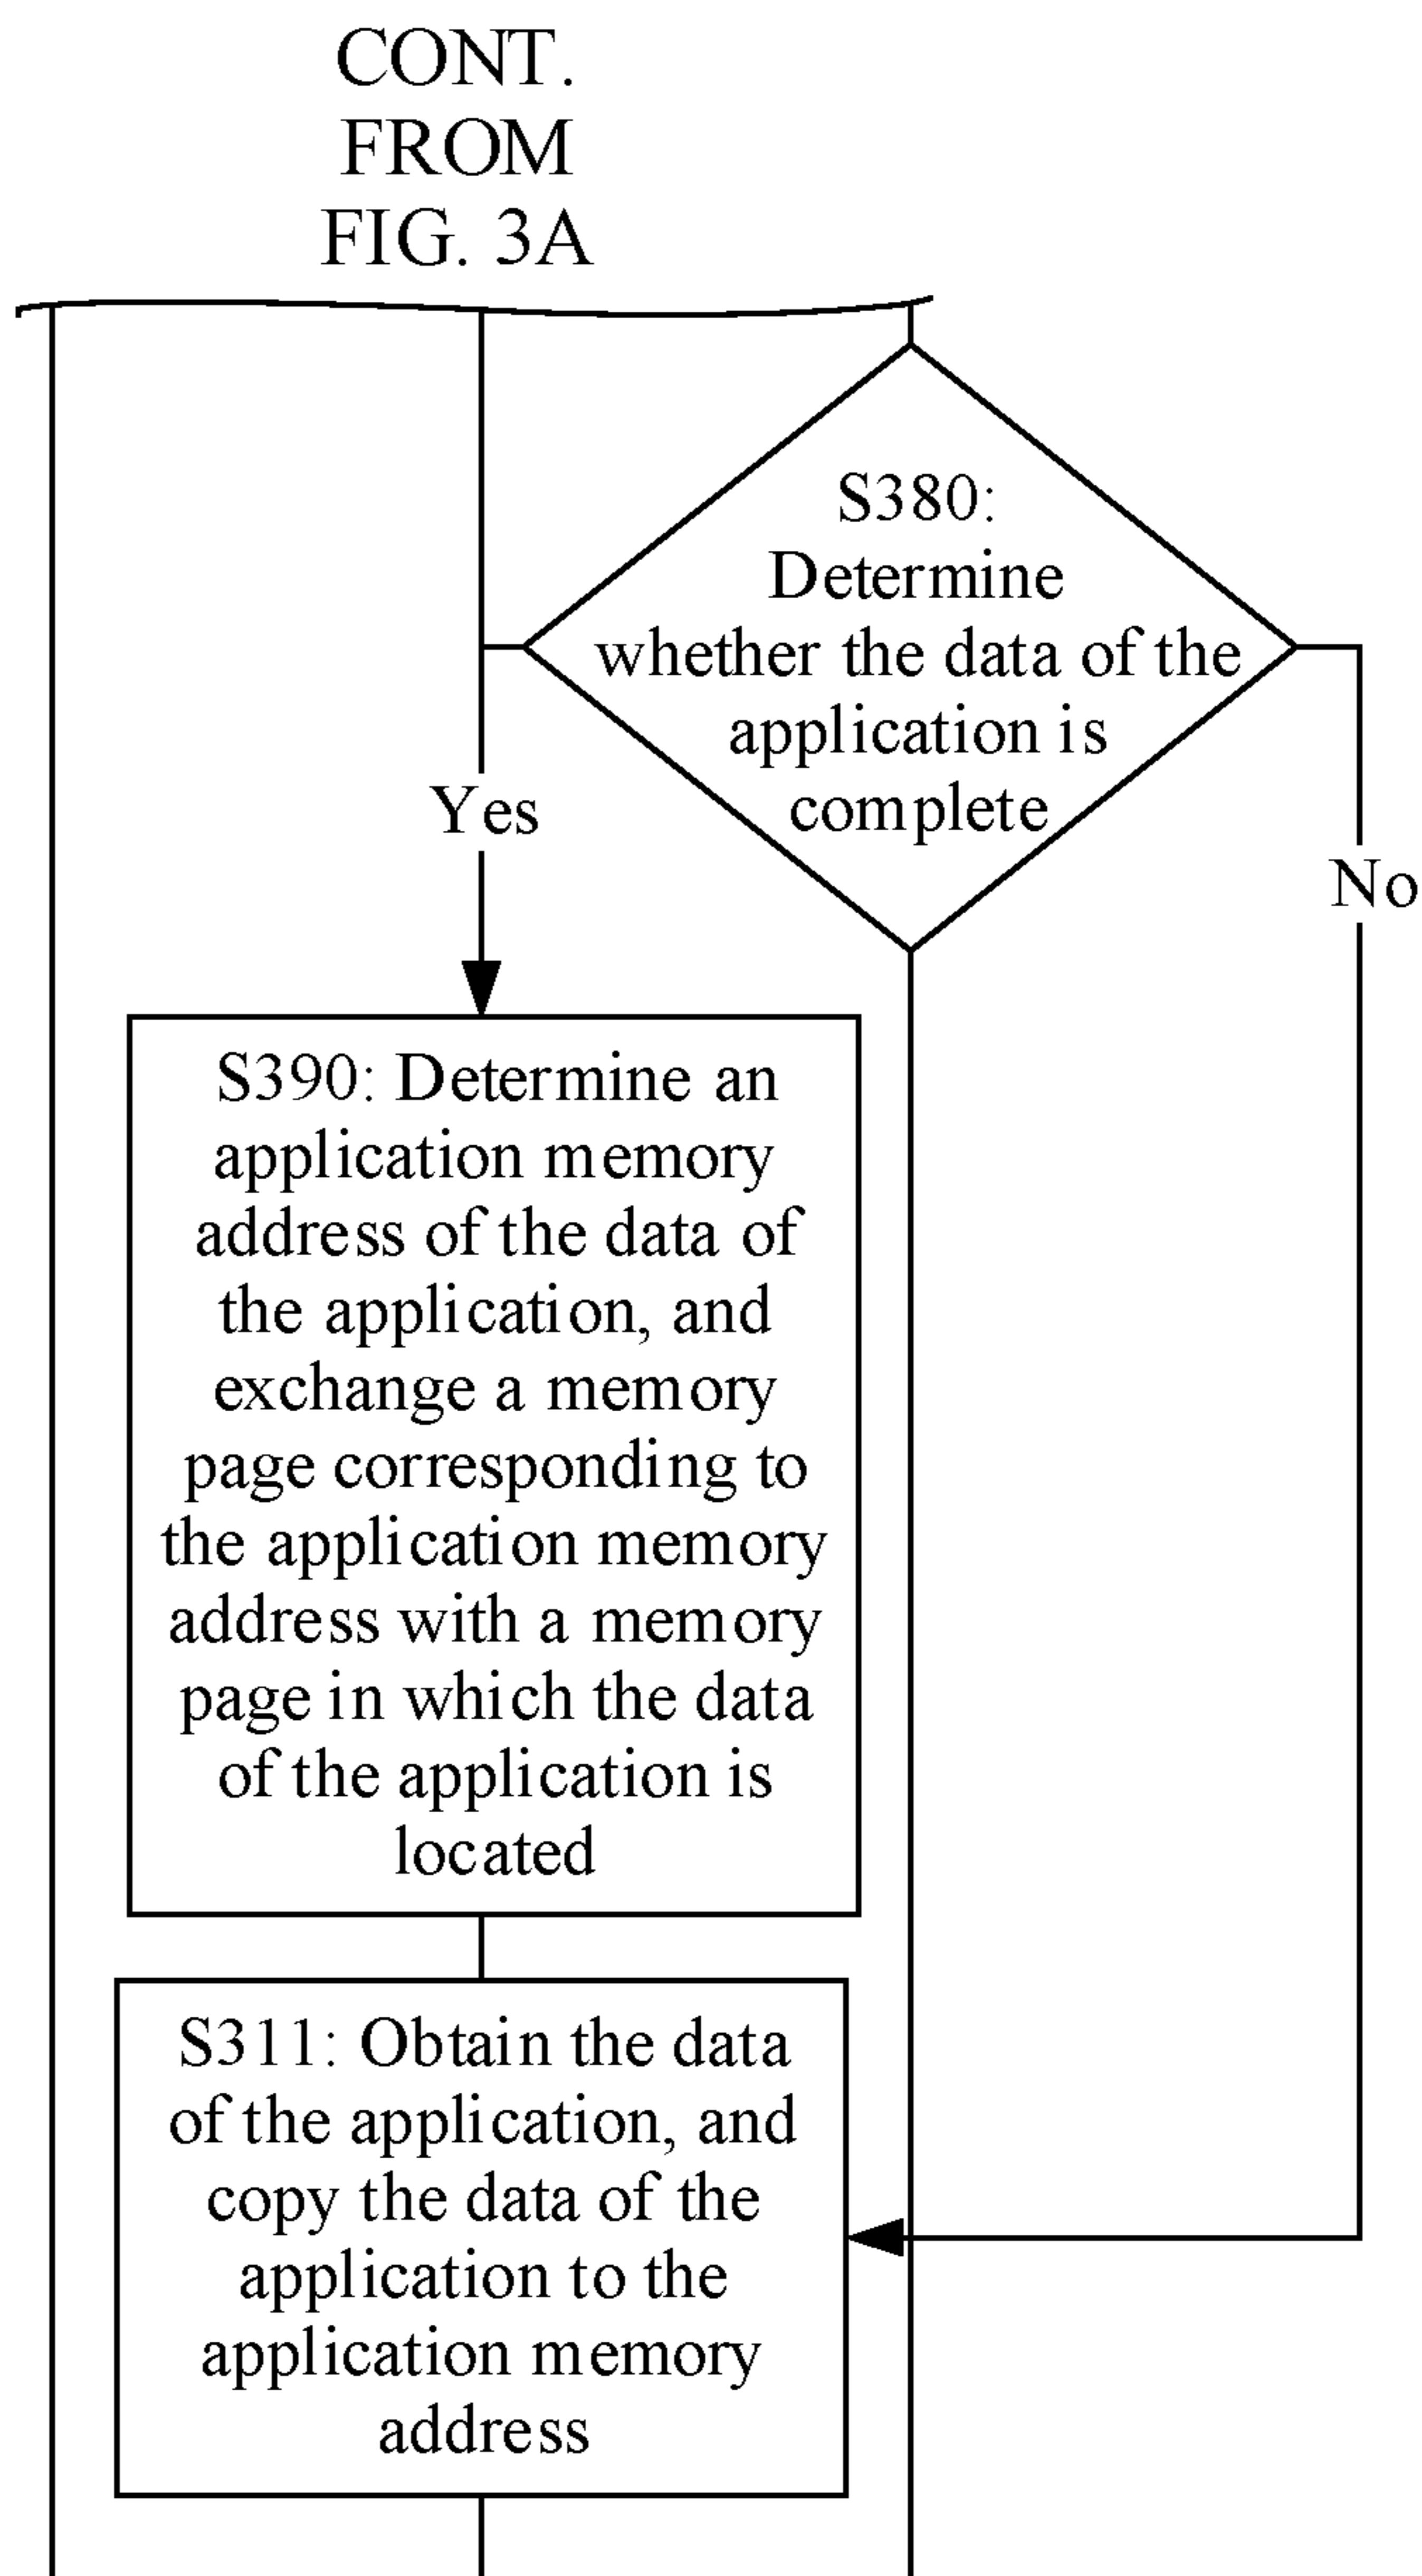 CONT.
FROM
FIG. 3A
S380:
Determine
whether the data of the
application is
complete
Yes
No
S390: Determine an
application memory
address of the data of
the application, and
exchange a memory
page corresponding to
the application memory
address with a memory
page in which the data
of the application is
located
S311: Obtain the data
of the application, and
copy the data of the
application to the
application memory
address